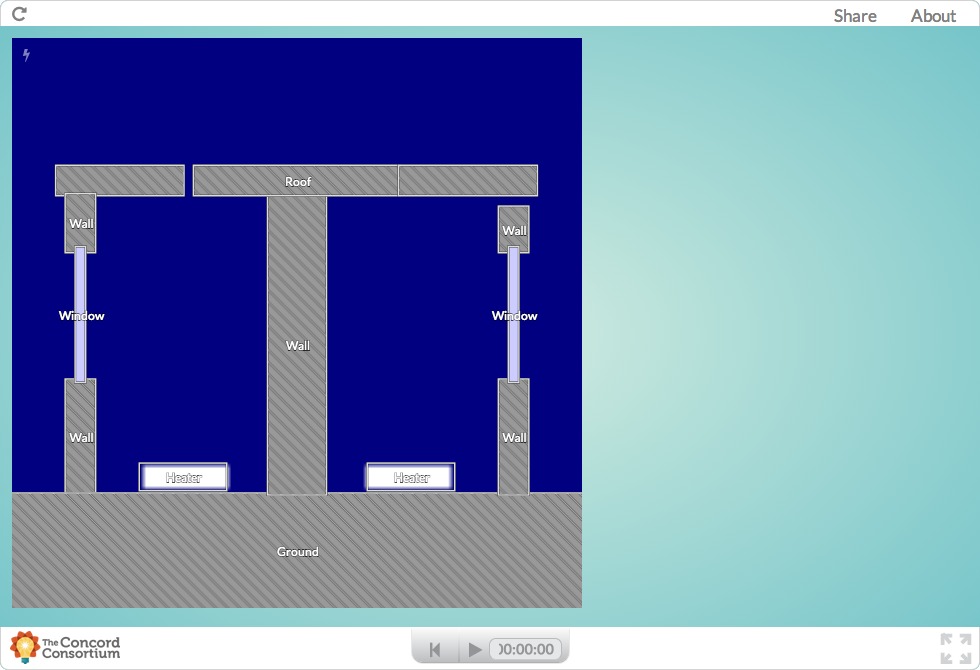 Share About
Roof
Wall
Wall
Window
Window
Wall
Wall
Wall
Heater
Heater
Ground
The Concord
Consortium
00:00:00